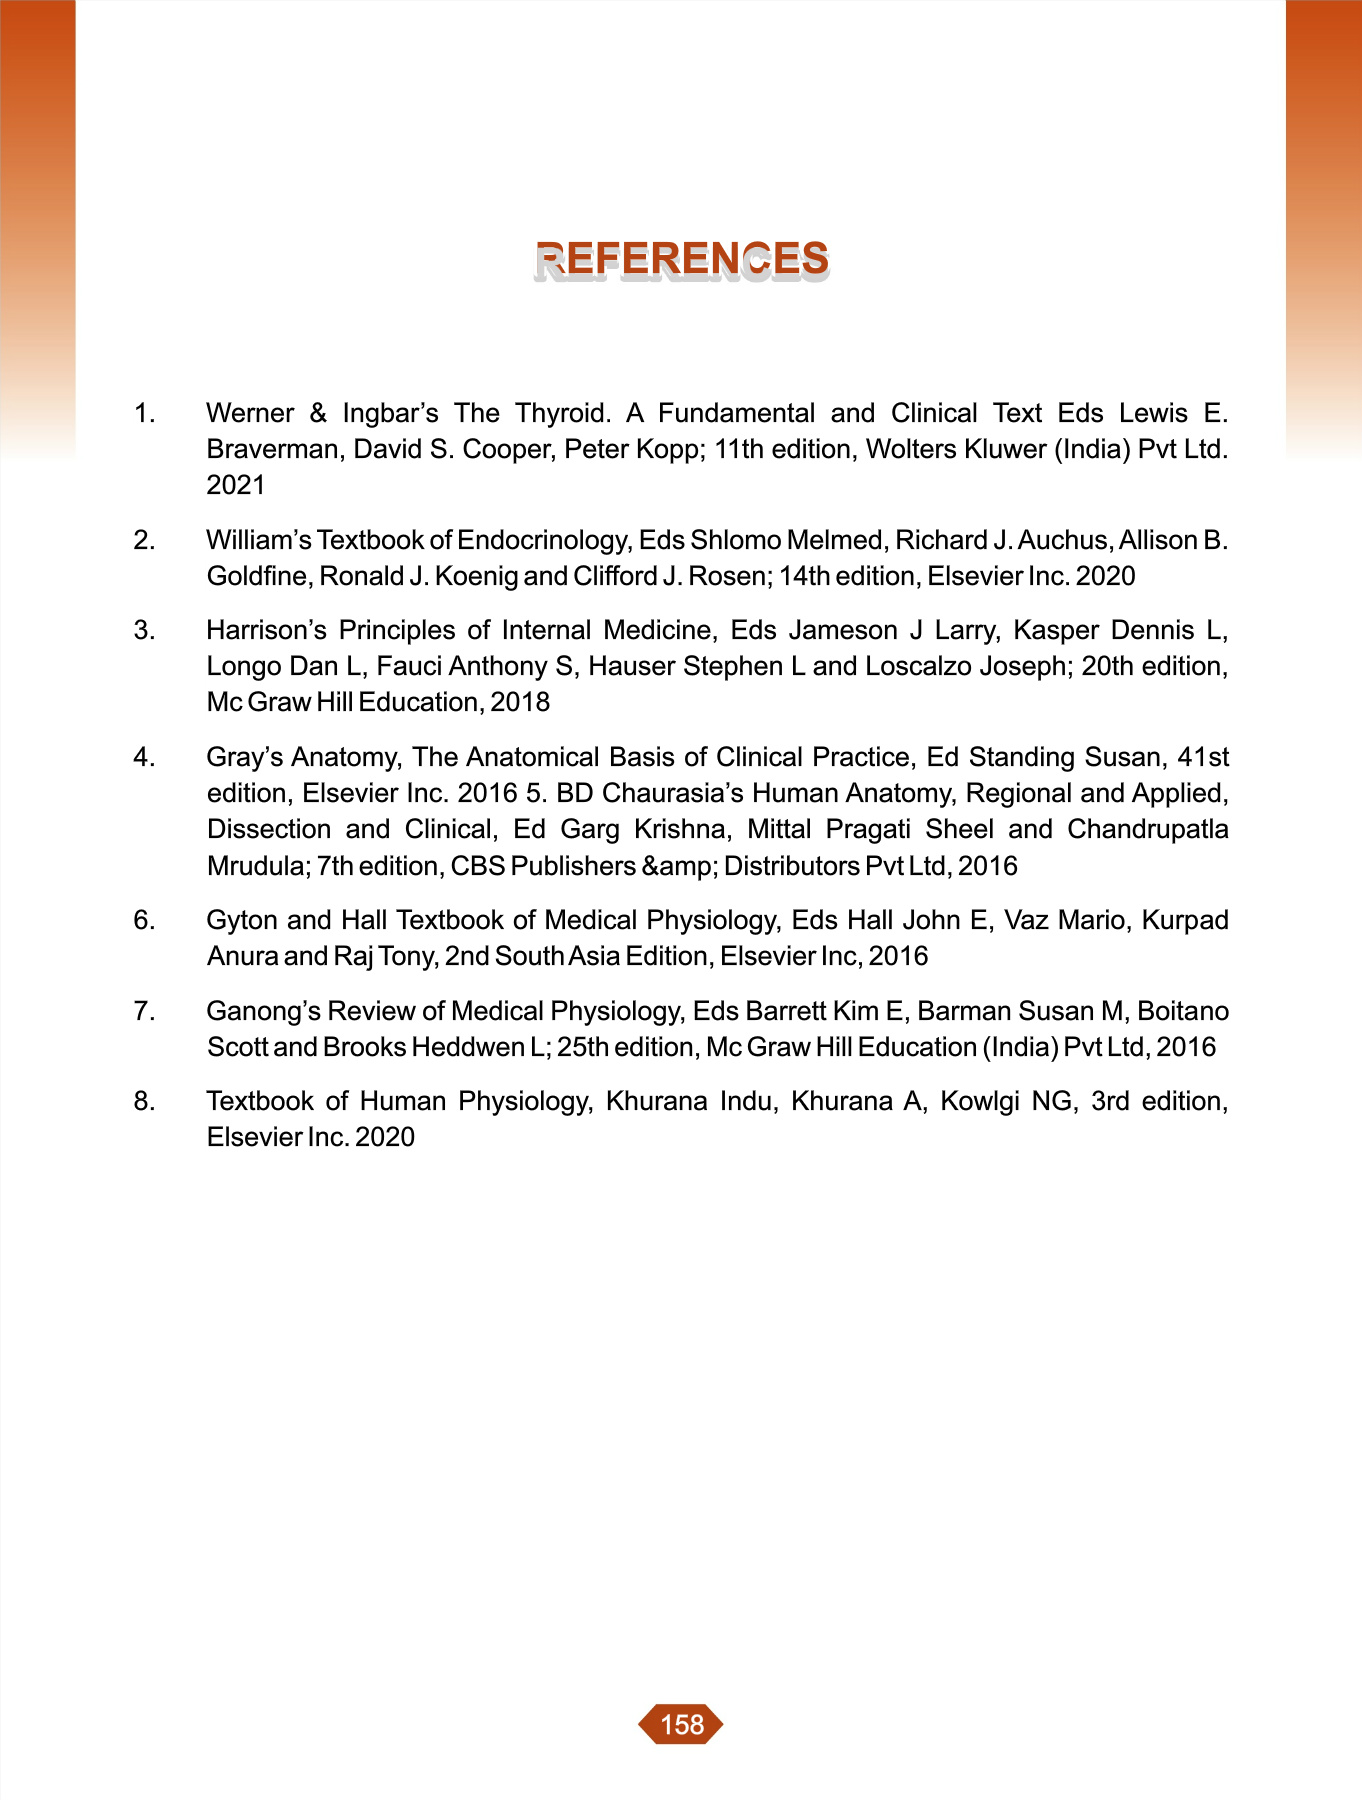 REFERENCES
1. Werner & Ingbar’s The Thyroid. A Fundamental and Clinical Text Eds Lewis E.
Braverman, David S. Cooper, Peter Kopp; 11th edition, Wolters Kluwer (India) Pvt Ltd.
2021
2. William’s Textbook of Endocrinology, Eds Shlomo Melmed, Richard J. Auchus, Allison B.
Goldfine, Ronald J. Koenig and Clifford J. Rosen; 14th edition, Elsevier Inc. 2020
3. Harrison’s Principles of Internal Medicine, Eds Jameson J Larry, Kasper Dennis L,
Longo Dan L, Fauci Anthony S, Hauser Stephen L and Loscalzo Joseph; 20th edition,
Mc Graw Hill Education, 2018
4. Gray’s Anatomy, The Anatomical Basis of Clinical Practice, Ed Standing Susan, 41st
edition, Elsevier Inc. 2016 5. BD Chaurasia’s Human Anatomy, Regional and Applied,
Dissection and Clinical, Ed Garg Krishna, Mittal Pragati Sheel and Chandrupatla
Mrudula; 7th edition, CBS Publishers &amp; Distributors Pvt Ltd, 2016
6. Gyton and Hall Textbook of Medical Physiology, Eds Hall John E, Vaz Mario, Kurpad
Anura and Raj Tony, 2nd South Asia Edition, Elsevier Inc, 2016
7. Ganong’s Review of Medical Physiology, Eds Barrett Kim E, Barman Susan M, Boitano
Scott and Brooks Heddwen L; 25th edition, Mc Graw Hill Education (India) Pvt Ltd, 2016
8. Textbook of Human Physiology, Khurana Indu, Khurana A, Kowlgi NG, 3rd edition,
Elsevier Inc. 2020
158